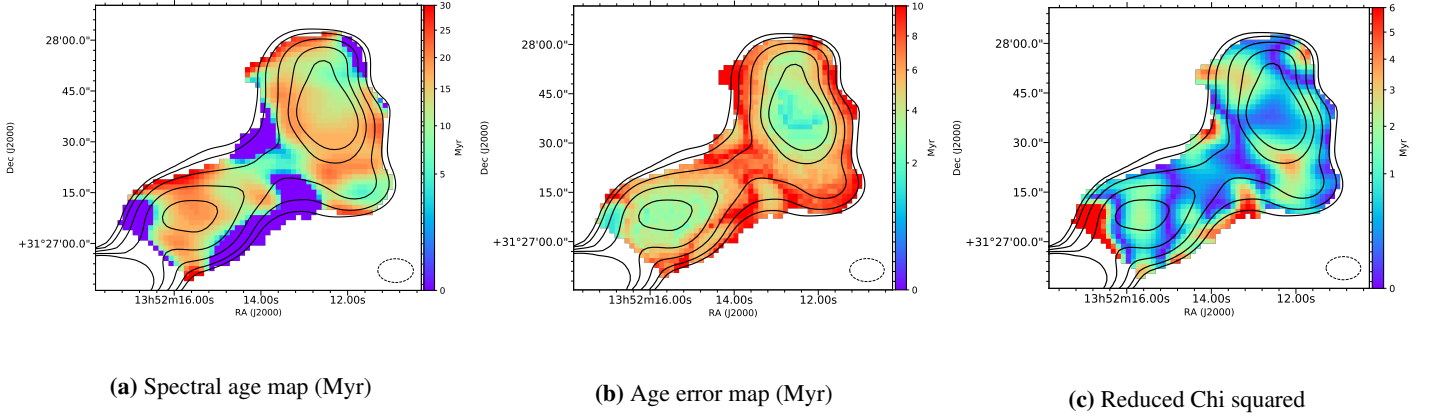 30
25
20
15
10
5
0
Myr
28'00.0"
45.0"
30.0"
15.0"
+31°27'00.0"
Dec (J2000)
13h52m16.00s 14.00s 12.00s
RA (J2000)
(a) Spectral age map (Myr)
10
8
6
4
2
0
Myr
28'00.0"
45.0"
30.0"
15.0"
+31°27'00.0"
Dec (J2000)
13h52m16.00s 14.00s 12.00s
RA (J2000)
(b) Age error map (Myr)
6
5
4
3
2
1
0
Myr
28'00.0"
45.0"
30.0"
15.0"
+31°27'00.0"
Dec (J2000)
13h52m16.00s 14.00s 12.00s
RA (J2000)
(c) Reduced Chi squared